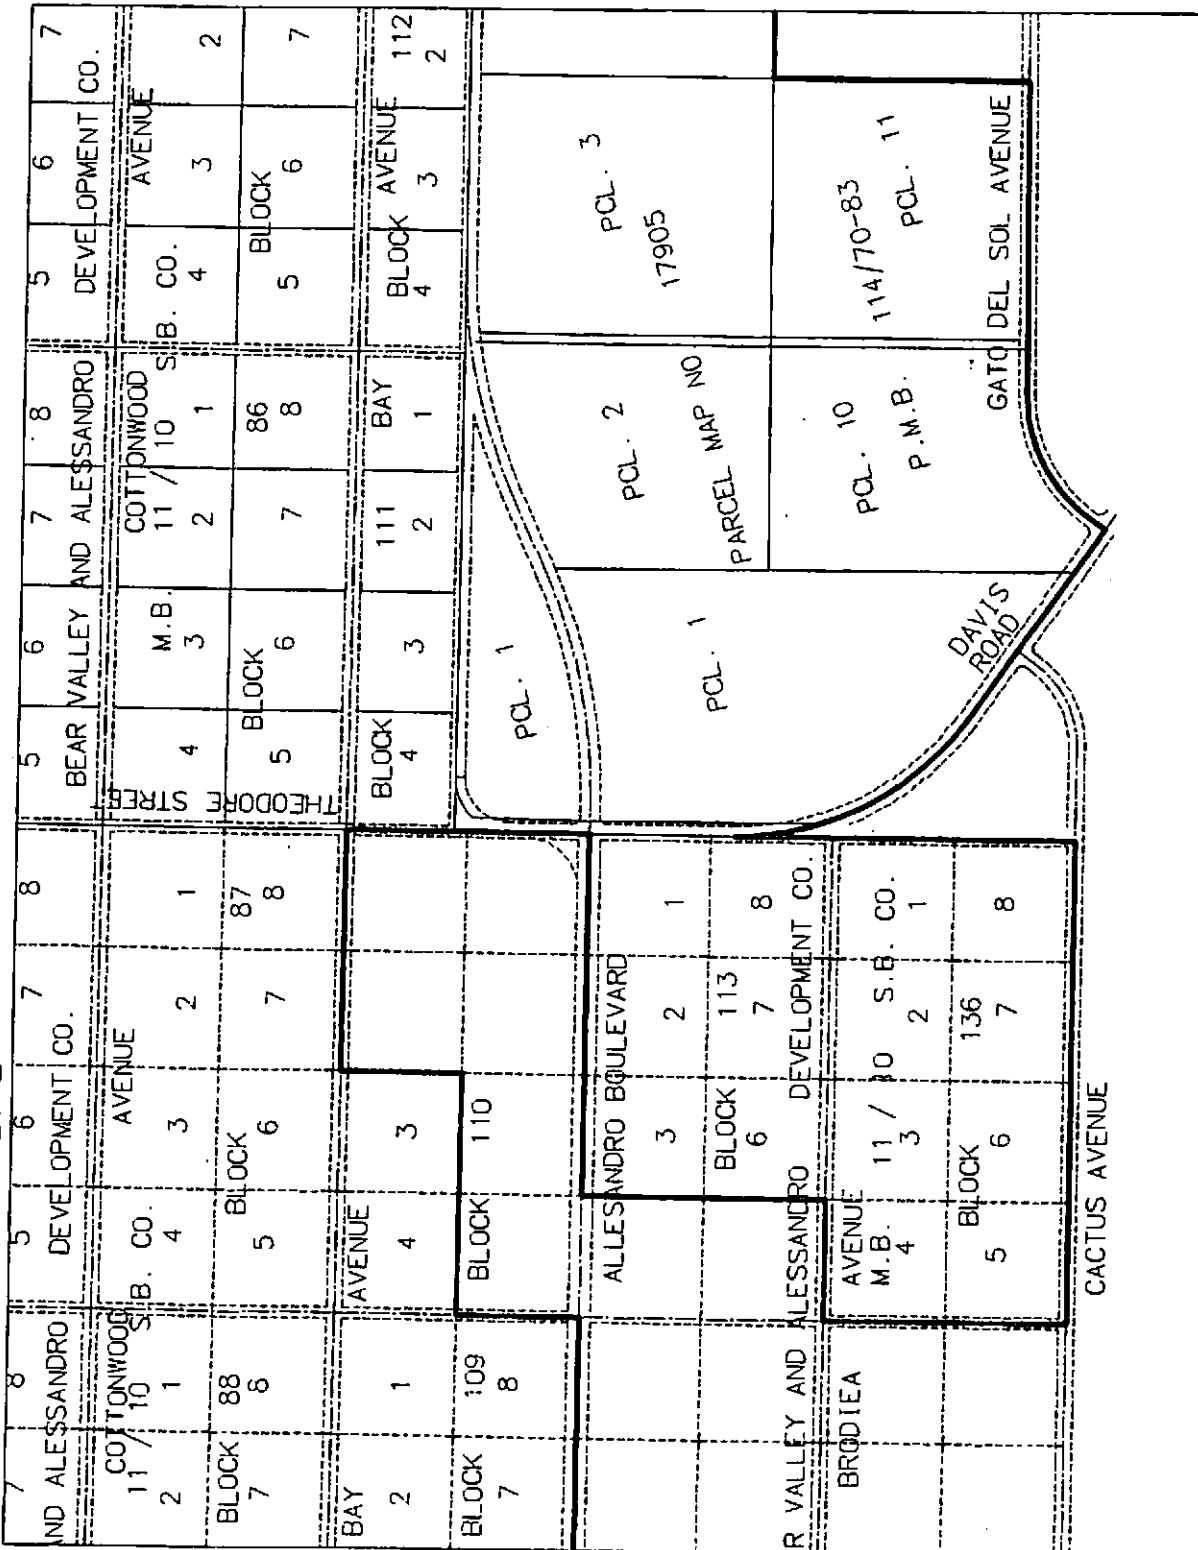 7 8 5 6 7 8 5 6 7 8 5 6 7
AND ALESSANDRO DEVELOPMENT CO. BEAR VALLEY AND ALESSANDRO DEVELOPMENT CO.
COTTONWOOD AVENUE COTTONWOOD AVENUE
11 / 10 S.B. CO. M.B. 11 / 10 S.B. CO.
2 1 4 3 2 1 4 3 2 1 4 3 2
THEODORE STREET
BLOCK 88 BLOCK 87 BLOCK 86 BLOCK
7 8 5 6 7 8 5 6 7 8 5 6 7
BAY AVENUE BAY AVENUE
BLOCK 111 BLOCK 112
2 1 4 3 4 3 2 1 4 3 2
BLOCK 109 BLOCK 110
7 8
PCL. 1 PCL. 2 PCL. 3
ALLESANDRO BOULEVARD
17905
3 2 1
PCL. 1 PARCEL MAP NO.
BLOCK 113
6 7 8
R VALLEY AND ALESSANDRO DEVELOPMENT CO.
PCL. 10 114/70-83 PCL. 11
P.M.B.
BRODIEA AVENUE
M.B. 11 / 10 S.B. CO.
4 3 2 1
BLOCK 136
5 6 7 8
DAVIS
ROAD
GATO DEL SOL AVENUE
CACTUS AVENUE